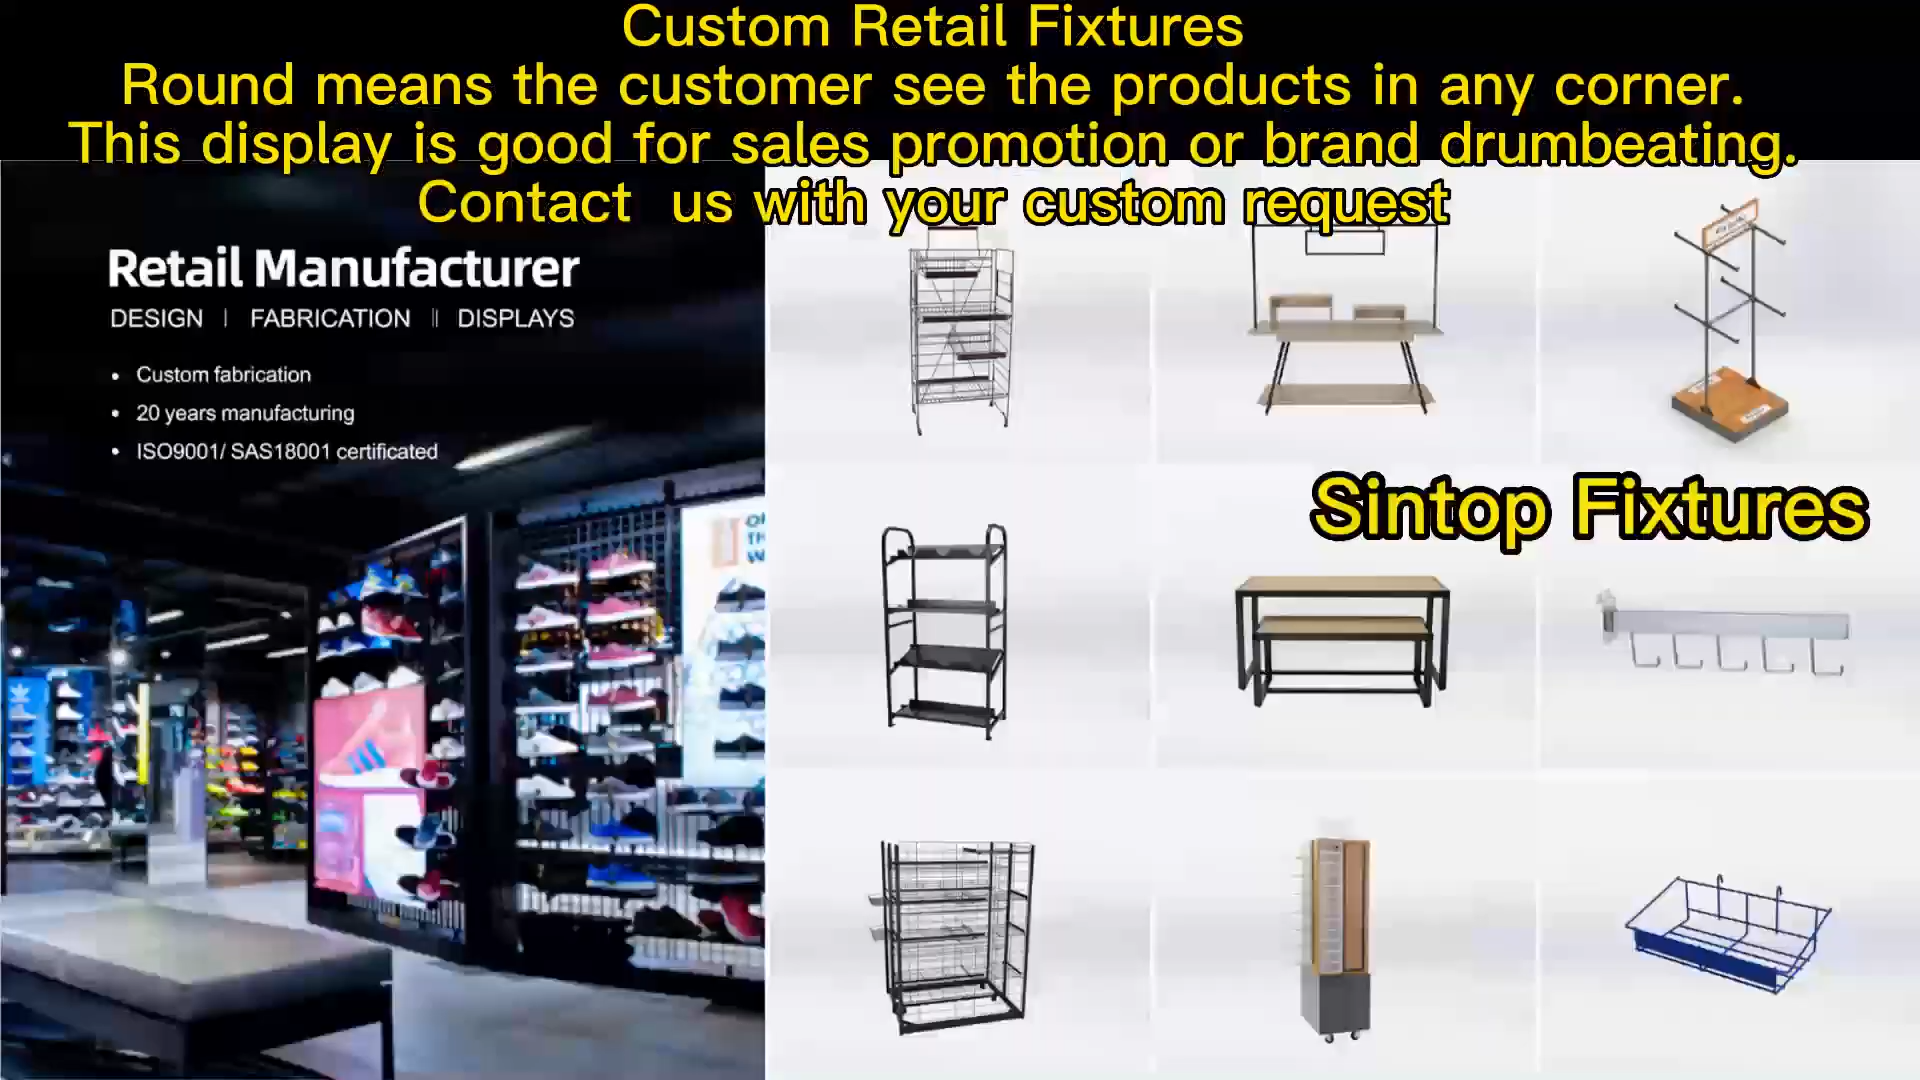 Custom Retail Fixtures
Round means the customer see the products in any corner.
This display is good for sales promotion or brand drumbeating.
Contact us with your custom request
Retail Manufacturer
DESIGN | FABRICATION || DISPLAYS
• Custom fabrication
• 20 years manufacturing
• ISO9001/ SAS18001 certificated
Sintop Fixtures